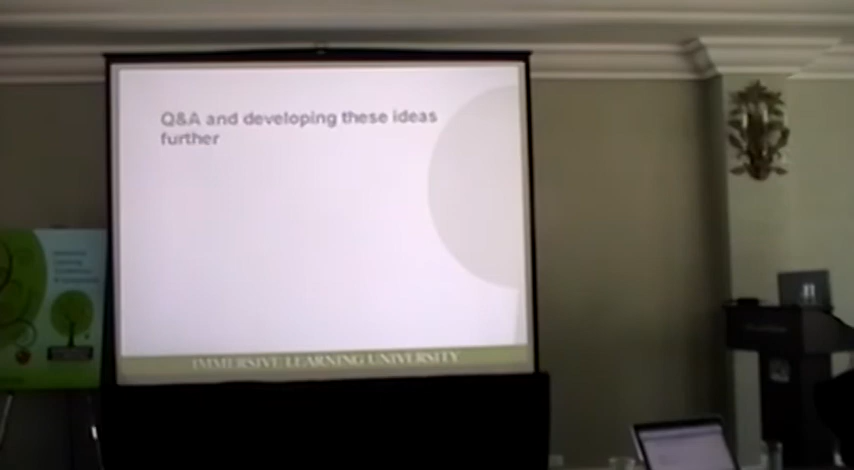 Q&A and developing these ideas
further
IMMERSIVE LEARNING UNIVERSITY